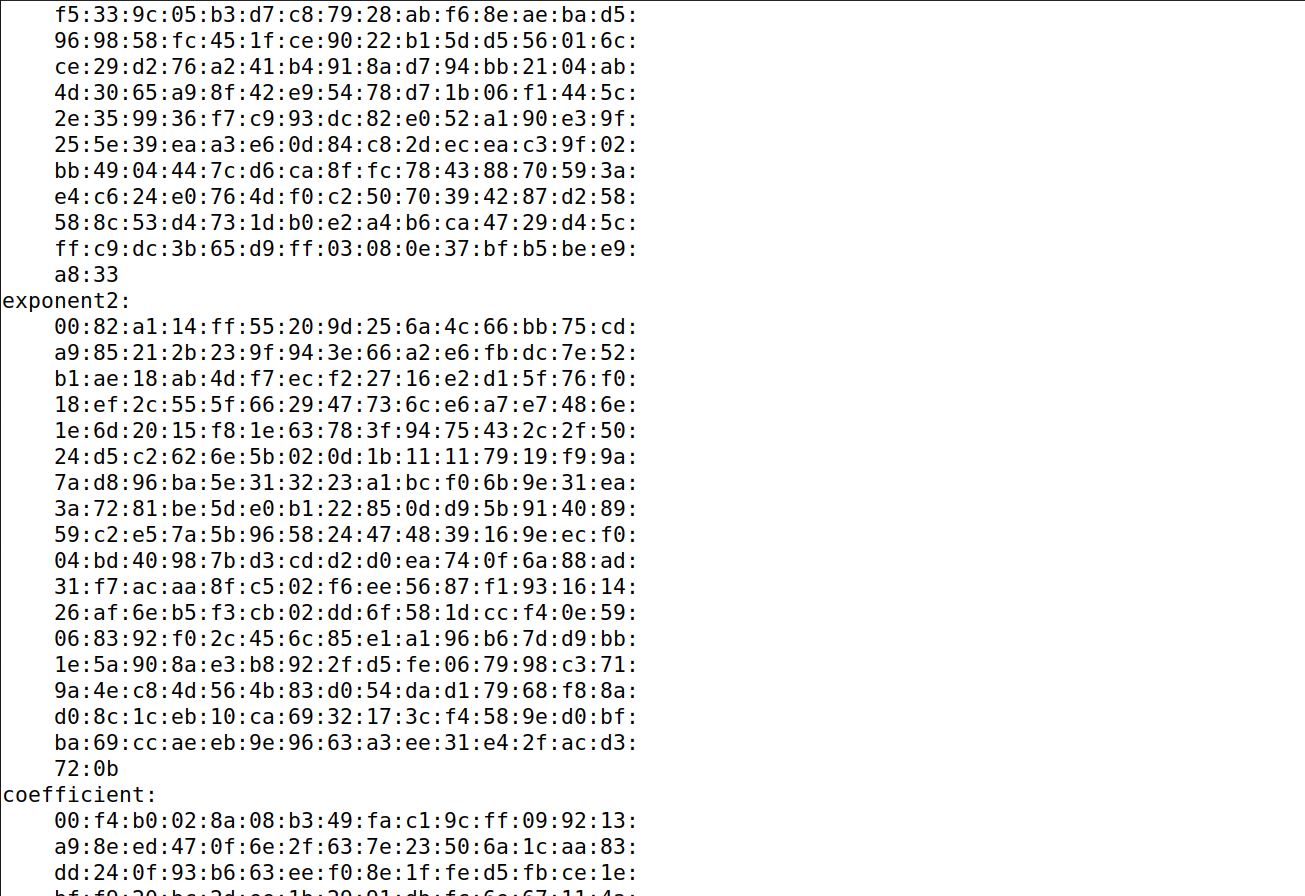 f5:33:9c:05:b3:d7:c8:79:28:ab:f6:8e:ae:ba:d5:
96:98:58:fc:45:1f:ce:90:22:b1:5d:d5:56:01:6c:
ce:29:d2:76:a2:41:b4:91:8a:d7:94:bb:21:04:ab:
4d:30:65:a9:8f:42:e9:54:78:d7:1b:06:f1:44:5c:
2e:35:99:36:f7:c9:93:dc:82:e0:52:a1:90:e3:9f:
25:5e:39:ea:a3:e6:0d:84:c8:2d:ec:ea:c3:9f:02:
bb:49:04:44:7c:d6:ca:8f:fc:78:43:88:70:59:3a:
e4:c6:24:e0:76:4d:f0:c2:50:70:39:42:87:d2:58:
58:8c:53:d4:73:1d:b0:e2:a4:b6:ca:47:29:d4:5c:
ff:c9:dc:3b:65:d9:ff:03:08:0e:37:bf:b5:be:e9:
a8:33
exponent2:
00:82:a1:14:ff:55:20:9d:25:6a:4c:66:bb:75:cd:
a9:85:21:2b:23:9f:94:3e:66:a2:e6:fb:dc:7e:52:
b1:ae:18:ab:4d:f7:ec:f2:27:16:e2:d1:5f:76:f0:
18:ef:2c:55:5f:66:29:47:73:6c:e6:a7:e7:48:6e:
1e:6d:20:15:f8:1e:63:78:3f:94:75:43:2c:2f:50:
24:d5:c2:62:6e:5b:02:0d:1b:11:11:79:19:f9:9a:
7a:d8:96:ba:5e:31:32:23:a1:bc:f0:6b:9e:31:ea:
3a:72:81:be:5d:e0:b1:22:85:0d:d9:5b:91:40:89:
59:c2:e5:7a:5b:96:58:24:47:48:39:16:9e:ec:f0:
04:bd:40:98:7b:d3:cd:d2:d0:ea:74:0f:6a:88:ad:
31:f7:ac:aa:8f:c5:02:f6:ee:56:87:f1:93:16:14:
26:af:6e:b5:f3:cb:02:dd:6f:58:1d:cc:f4:0e:59:
06:83:92:f0:2c:45:6c:85:e1:a1:96:b6:7d:d9:bb:
1e:5a:90:8a:e3:b8:92:2f:d5:fe:06:79:98:c3:71:
9a:4e:c8:4d:56:4b:83:d0:54:da:d1:79:68:f8:8a:
d0:8c:1c:eb:10:ca:69:32:17:3c:f4:58:9e:d0:bf:
ba:69:cc:ae:eb:9e:96:63:a3:ee:31:e4:2f:ac:d3:
72:0b
coefficient:
00:f4:b0:02:8a:08:b3:49:fa:c1:9c:ff:09:92:13:
a9:8e:ed:47:0f:6e:2f:63:7e:23:50:6a:1c:aa:83:
dd:24:0f:93:b6:63:ee:f0:8e:1f:fe:d5:fb:ce:1e: